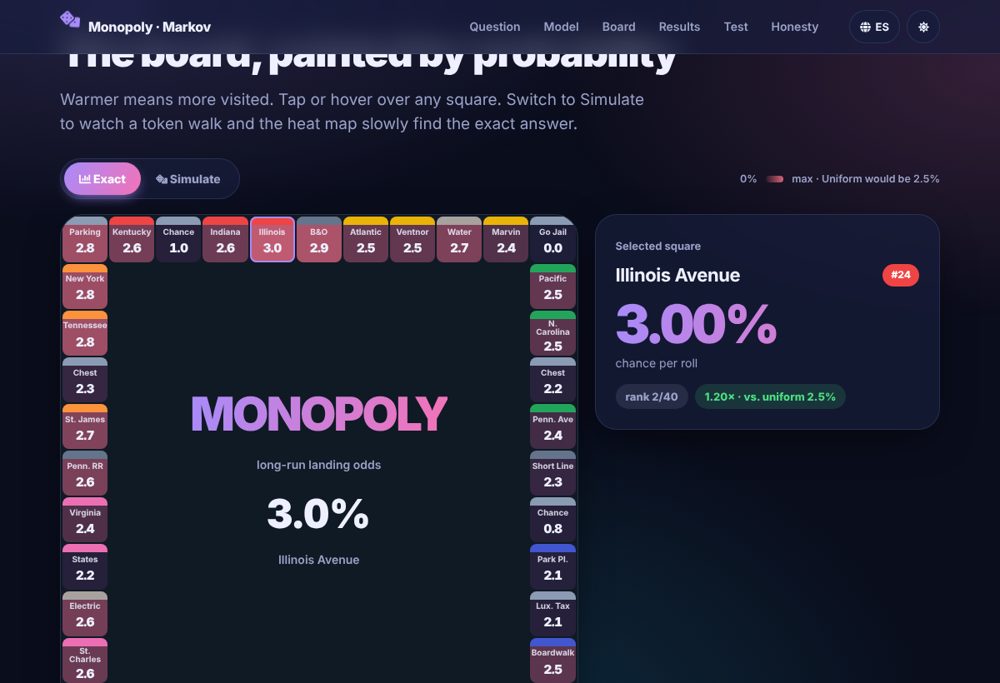 Monopoly · Markov
Question
Model
Board
Results
Test
Honesty
ES
The board, painted by probability
Warmer means more visited. Tap or hover over any square. Switch to Simulate
to watch a token walk and the heat map slowly find the exact answer.
Exact
Simulate
0%
max · Uniform would be 2.5%
Parking
2.8
Kentucky
2.6
Chance
1.0
Indiana
2.6
Illinois
3.0
B&O
2.9
Atlantic
2.5
Ventnor
2.5
Water
2.7
Marvin
2.4
Go Jail
0.0
New York
2.8
Tennessee
2.8
Chest
2.3
St. James
2.7
Penn. RR
2.6
Virginia
2.4
States
2.2
Electric
2.6
St.
Charles
2.6
MONOPOLY
long-run landing odds
3.0%
Illinois Avenue
Pacific
2.5
N.
Carolina
2.5
Chest
2.2
Penn. Ave
2.4
Short Line
2.3
Chance
0.8
Park Pl.
2.1
Lux. Tax
2.1
Boardwalk
2.5
Selected square
Illinois Avenue
#24
3.00%
chance per roll
rank 2/40
1.20× · vs. uniform 2.5%